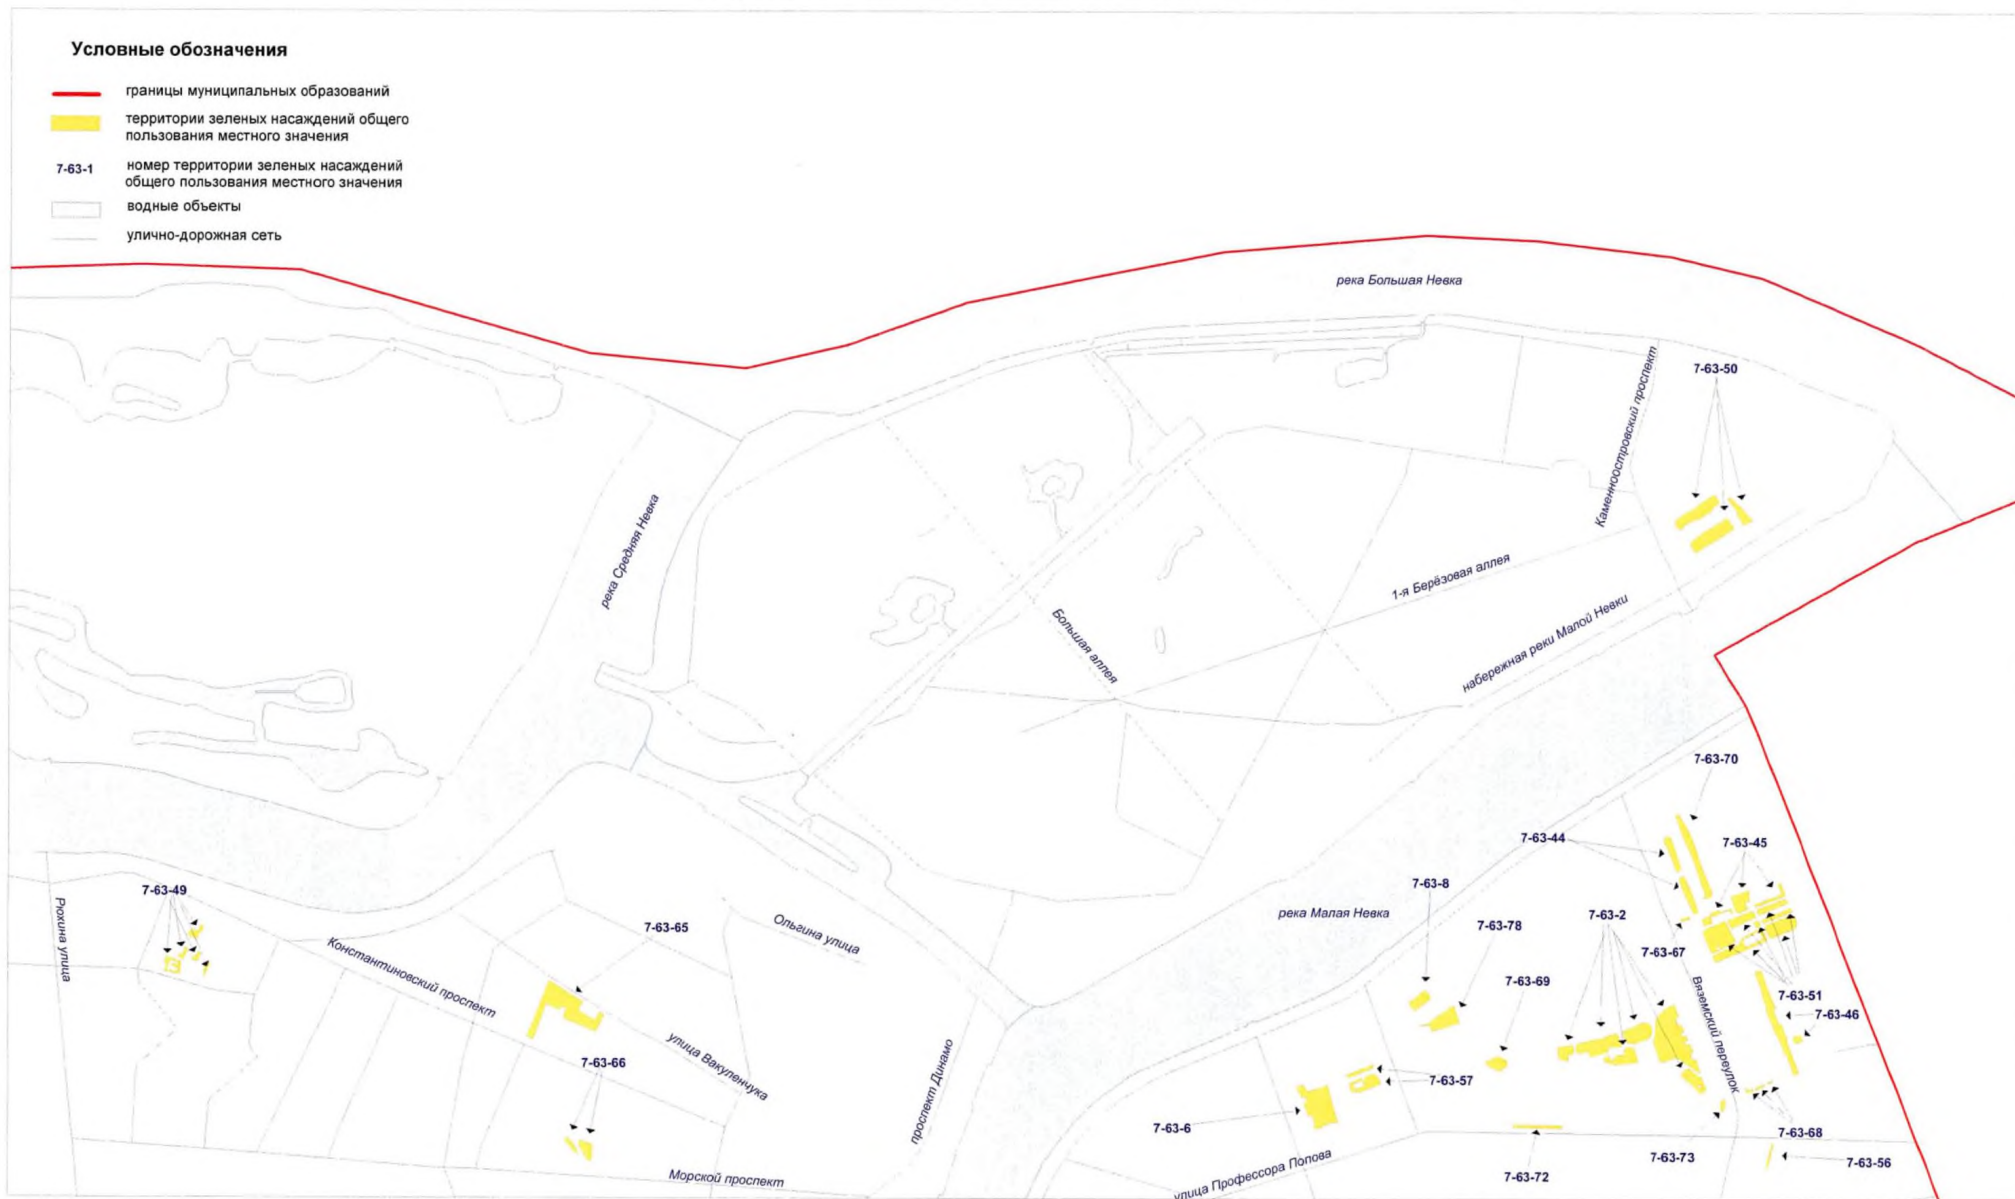 Условные обозначения
границы муниципальных образований
территории зеленых насаждений общего
пользования местного значения
7-63-1
номер территории зеленых насаждений
общего пользования местного значения
водные объекты
улично-дорожная сеть
река Большая Невка
Каменноостровский проспект
7-63-50
река Средняя Невка
1-я Берёзовая аллея
Большая аллея
набережная реки Малой Невки
7-63-70
7-63-44
7-63-45
7-63-49
7-63-8
Рюхина улица
Ольгина улица
река Малая Невка
7-63-2
7-63-65
7-63-78
Константиновский проспект
7-63-67
7-63-69
7-63-51
Вяземский переулок
7-63-46
улица Вакуленчука
7-63-66
проспект Динамо
7-63-57
7-63-6
7-63-68
7-63-73
7-63-56
улица Профессора Попова
7-63-72
Морской проспект